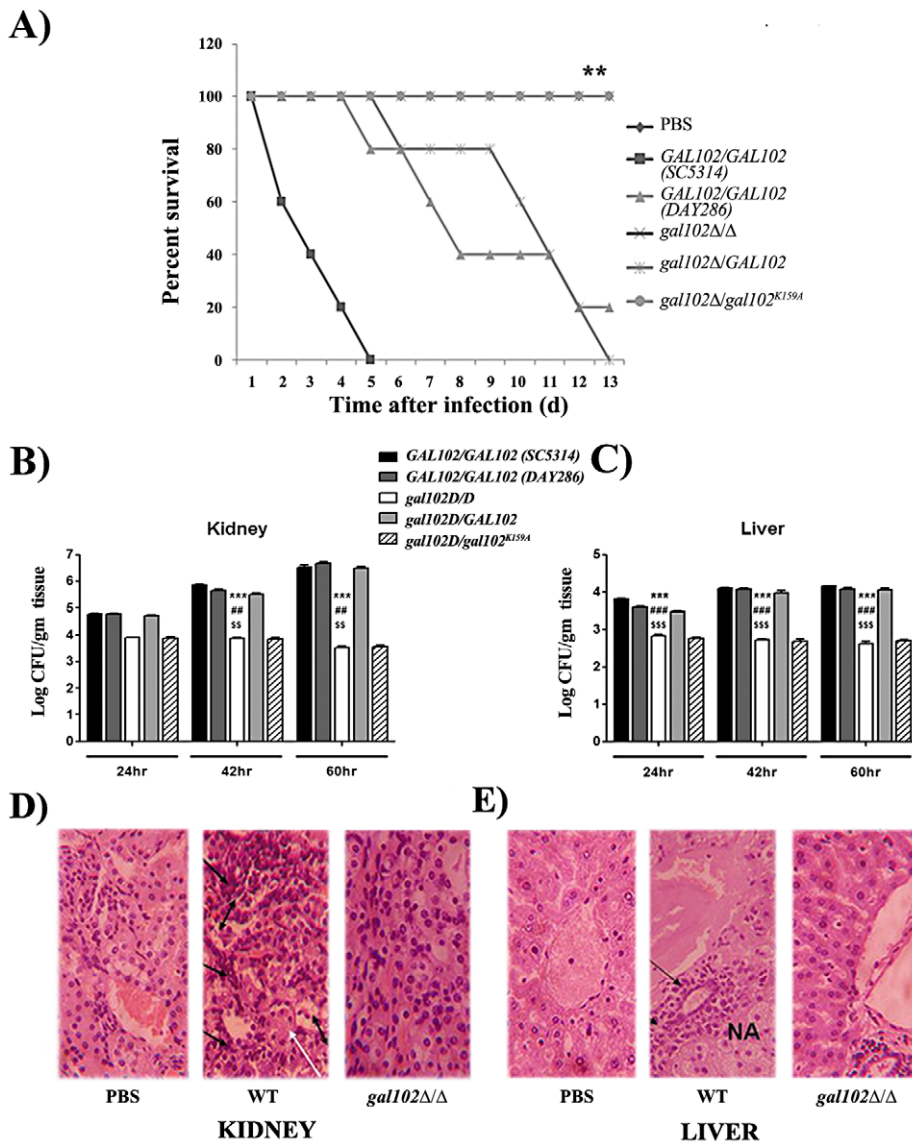 A)
120
100
80
60
40
20
0
Percent survival
**
1 2 3 4 5 6 7 8 9 10 11 12 13
Time after infection (d)
PBS
GAL102/GAL102
(SC5314)
GAL102/GAL102
(DAY286)
gal102Δ/Δ
gal102Δ/GAL102
gal102Δ/gal102K159A
B)
GAL102/GAL102 (SC5314)
GAL102/GAL102 (DAY286)
gal102D/D
gal102D/GAL102
gal102D/gal102K159A
Kidney
Log CFU/gm tissue
7
6
5
4
3
2
1
0
***
##
$$
***
##
$$
24hr 42hr 60hr
C)
Liver
Log CFU/gm tissue
5
4
3
2
1
0
***
###
$$$
***
###
$$$
***
###
$$$
24hr 42hr 60hr
D)
PBS WT gal102Δ/Δ
KIDNEY
E)
NA
PBS WT gal102Δ/Δ
LIVER